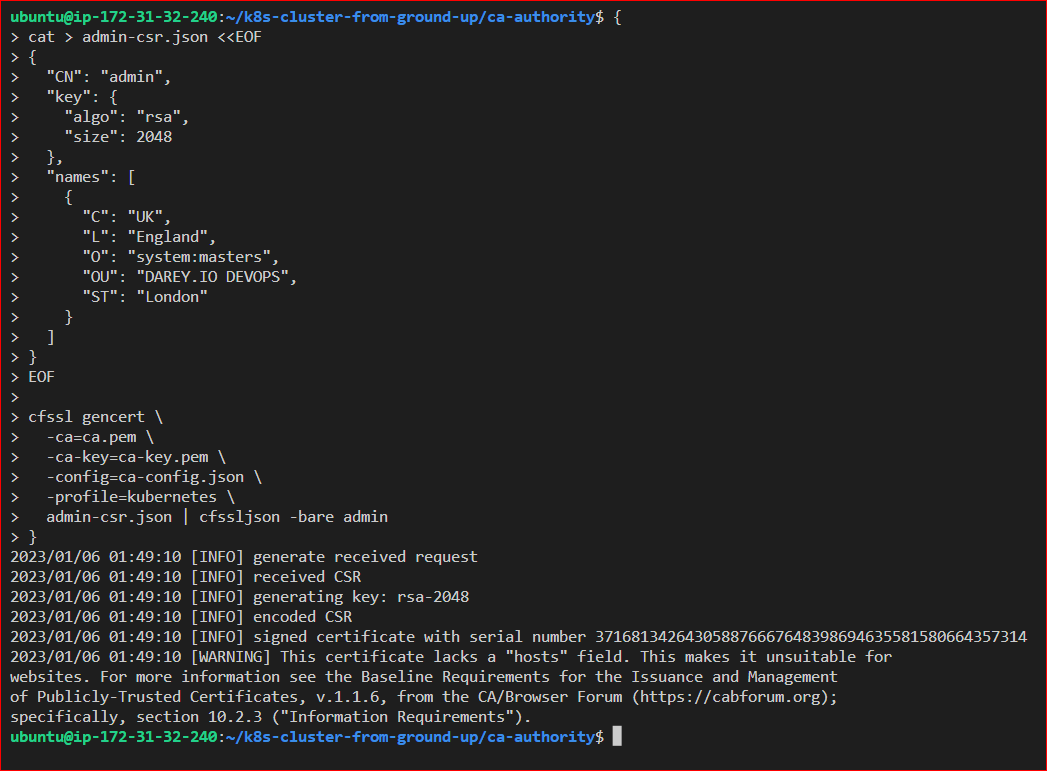 ubuntu@ip-172-31-32-240:~/k8s-cluster-from-ground-up/ca-authority$ {
> cat > admin-csr.json <<EOF
> {
>   "CN": "admin",
>   "key": {
>     "algo": "rsa",
>     "size": 2048
>   },
>   "names": [
>     {
>       "C": "UK",
>       "L": "England",
>       "O": "system:masters",
>       "OU": "DAREY.IO DEVOPS",
>       "ST": "London"
>     }
>   ]
> }
> EOF
>
> cfssl gencert \
>   -ca=ca.pem \
>   -ca-key=ca-key.pem \
>   -config=ca-config.json \
>   -profile=kubernetes \
>   admin-csr.json | cfssljson -bare admin
> }
2023/01/06 01:49:10 [INFO] generate received request
2023/01/06 01:49:10 [INFO] received CSR
2023/01/06 01:49:10 [INFO] generating key: rsa-2048
2023/01/06 01:49:10 [INFO] encoded CSR
2023/01/06 01:49:10 [INFO] signed certificate with serial number 371681342643058876667648398694635581580664357314
2023/01/06 01:49:10 [WARNING] This certificate lacks a "hosts" field. This makes it unsuitable for
websites. For more information see the Baseline Requirements for the Issuance and Management
of Publicly-Trusted Certificates, v.1.1.6, from the CA/Browser Forum (https://cabforum.org);
specifically, section 10.2.3 ("Information Requirements").
ubuntu@ip-172-31-32-240:~/k8s-cluster-from-ground-up/ca-authority$